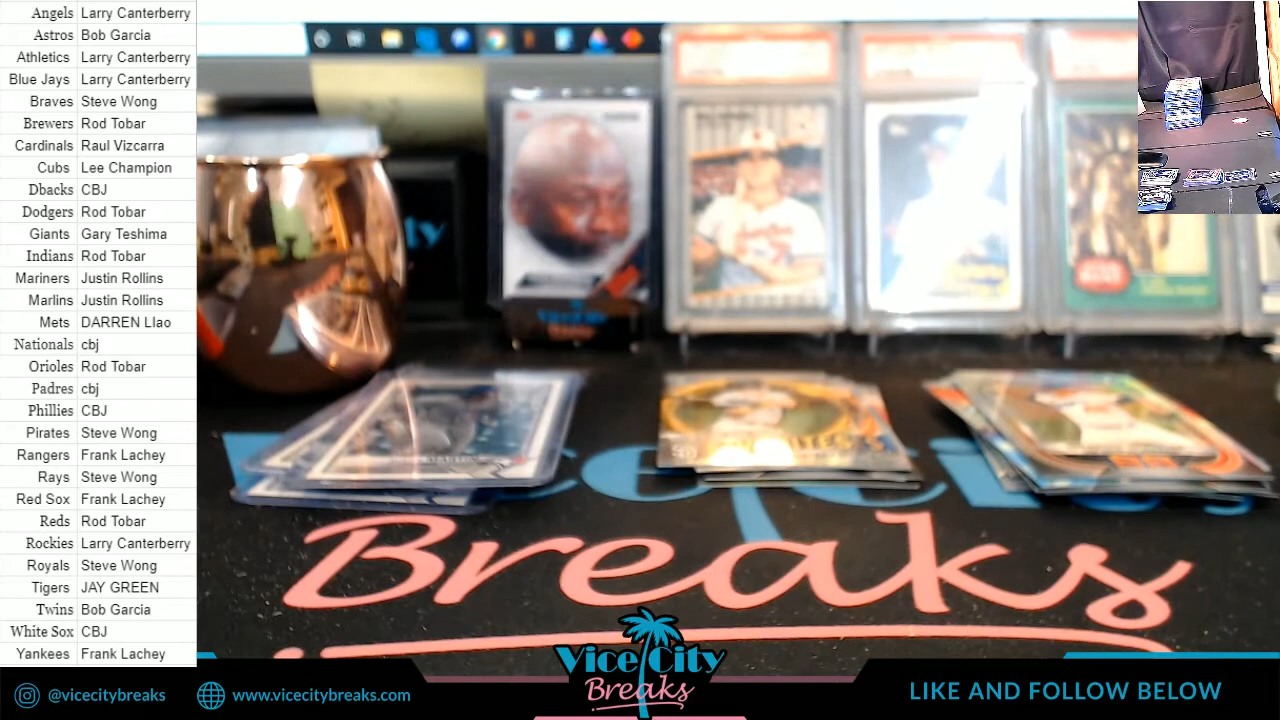 Angels Larry Canterberry
Astros Bob Garcia
Athletics Larry Canterberry
Blue Jays Larry Canterberry
Braves Steve Wong
Brewers Rod Tobar
Cardinals Raul Vizcarra
Cubs Lee Champion
Dbacks CBJ
Dodgers Rod Tobar
Giants Gary Teshima
Indians Rod Tobar
Mariners Justin Rollins
Marlins Justin Rollins
Mets DARREN LIao
Nationals cbj
Orioles Rod Tobar
Padres cbj
Phillies CBJ
Pirates Steve Wong
Rangers Frank Lachey
Rays Steve Wong
Red Sox Frank Lachey
Reds Rod Tobar
Rockies Larry Canterberry
Royals Steve Wong
Tigers JAY GREEN
Twins Bob Garcia
White Sox CBJ
Yankees Frank Lachey
Breaks
Vice City
Breaks
@vicecitybreaks
www.vicecitybreaks.com
LIKE AND FOLLOW BELOW